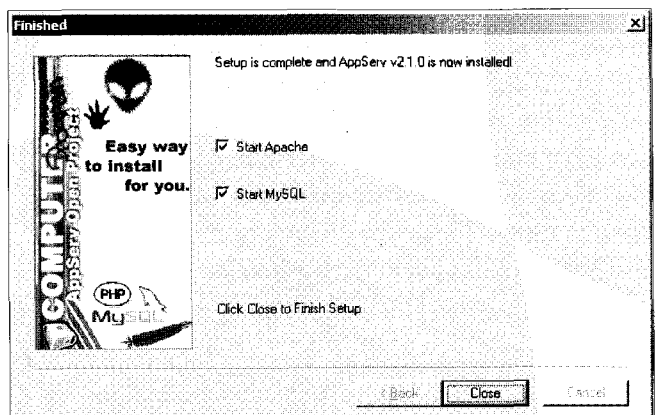 Finished
Setup is complete and AppServ v2.1.0 is now installed!
COMPUTER
AppServ Open Project
Easy way
to install
for you.
Start Apache
Start MySQL
PHP
MySQL
Click Close to Finish Setup
< Back
Close
Cancel